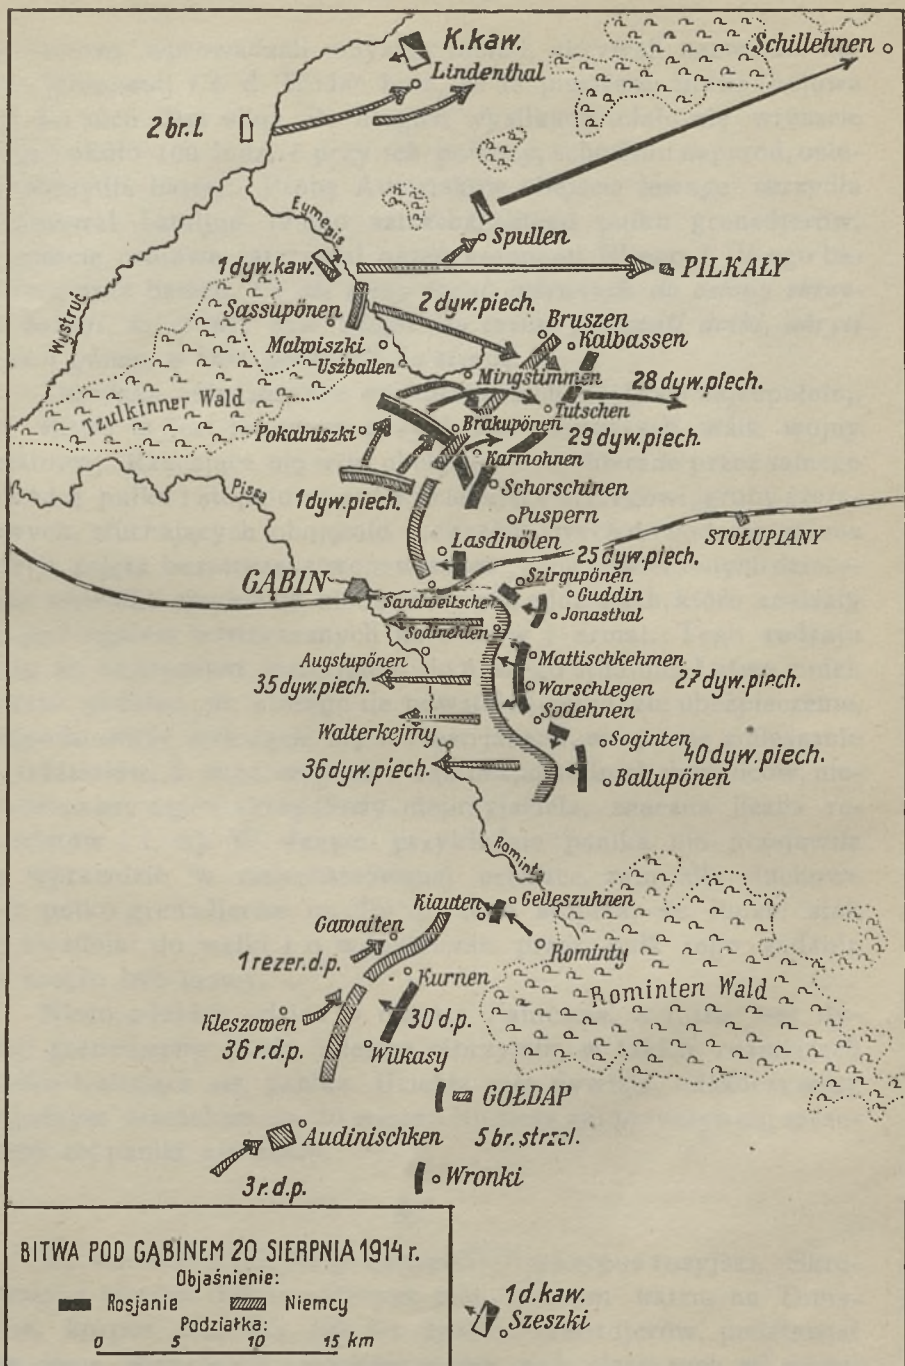 K.kaw.
Schillehnen
Lindenthal
2 br. l.
Eymenis
Spullen
1 dyw. kaw.
PILKAŁY
Wystruć
Sassupönen
2 dyw. piech.
Bruszen
Malwiszki
Kalbassen
Uszballen
Mingstimmen
28 dyw. piech.
Tzulkinner Wald
Tutschen
Pokalniszki
Brakupönen
29 dyw. piech.
Karmohnen
Pissa
1 dyw. piech.
Schorschinen
Puspern
STOŁUPIANY
Lasdinölen
25 dyw. piech.
GĄBIN
Szirgupönen
Guddin
Sandweitschen
Jonasthal
Sodinehlen
Augstupönen
Mattischkehmen
35 dyw. piech.
Warschlegen
27 dyw. piech.
Sodehnen
Walterkejmy
Soginten
40 dyw. piech.
36 dyw. piech.
Ballupönen
Rominta
Kiauten
Gelleszuhnen
Gawaiten
Rominty
1 rezer. d.p.
Kurnen
Rominten Wald
Kleszowen
30 d.p.
36 r.d.p.
Wilkasy
GOŁDAP
Audinischken
5 br. strzel.
3 r.d.p.
Wronki
BITWA POD GĄBINEM 20 SIERPNIA 1914 r.
Objaśnienie:
Rosjanie Niemcy
Podziałka:
0 5 10 15 km
1 d. kaw.
Szeszki